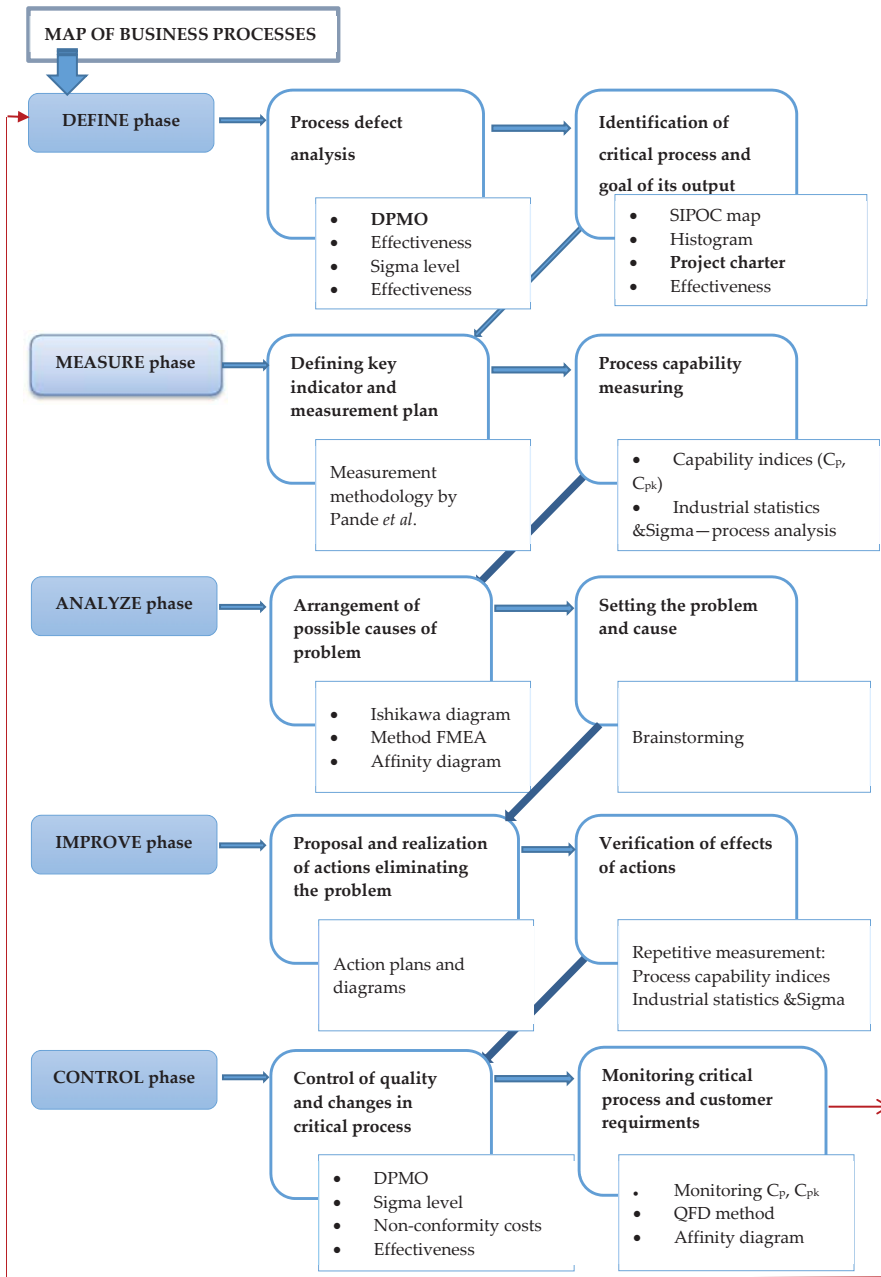 MAP OF BUSINESS PROCESSES
DEFINE phase
Process defect
analysis
• DPMO
• Effectiveness
• Sigma level
• Effectiveness
Identification of
critical process and
goal of its output
• SIPOC map
• Histogram
• Project charter
• Effectiveness
MEASURE phase
Defining key
indicator and
measurement plan
Measurement
methodology by
Pande et al.
Process capability
measuring
• Capability indices (Cp,
Cpk)
• Industrial statistics
&Sigma—process analysis
ANALYZE phase
Arrangement of
possible causes of
problem
• Ishikawa diagram
• Method FMEA
• Affinity diagram
Setting the problem
and cause
Brainstorming
IMPROVE phase
Proposal and realization
of actions eliminating
the problem
Action plans and
diagrams
Verification of effects
of actions
Repetitive measurement:
Process capability indices
Industrial statistics &Sigma
CONTROL phase
Control of quality
and changes in
critical process
• DPMO
• Sigma level
• Non-conformity costs
• Effectiveness
Monitoring critical
process and customer
requirments
• Monitoring Cp, Cpk
• QFD method
• Affinity diagram